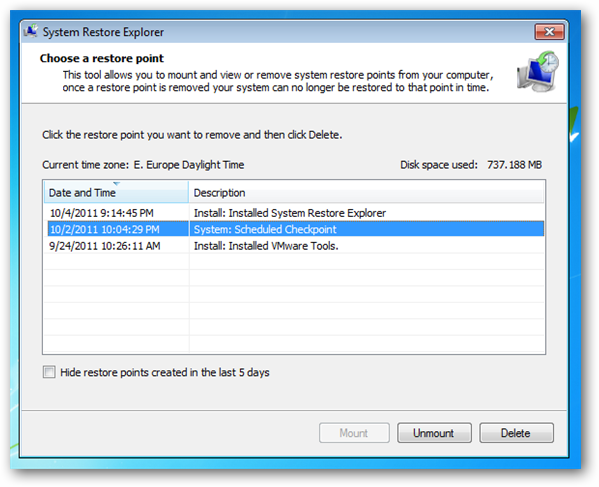 System Restore Explorer
Choose a restore point
This tool allows you to mount and view or remove system restore points from your computer,
once a restore point is removed your system can no longer be restored to that point in time.
Click the restore point you want to remove and then click Delete.
Current time zone: E. Europe Daylight Time Disk space used: 737.188 MB
Date and Time Description
10/4/2011 9:14:45 PM Install: Installed System Restore Explorer
10/2/2011 10:04:29 PM System: Scheduled Checkpoint
9/24/2011 10:26:11 AM Install: Installed VMware Tools.
Hide restore points created in the last 5 days
Mount Unmount Delete